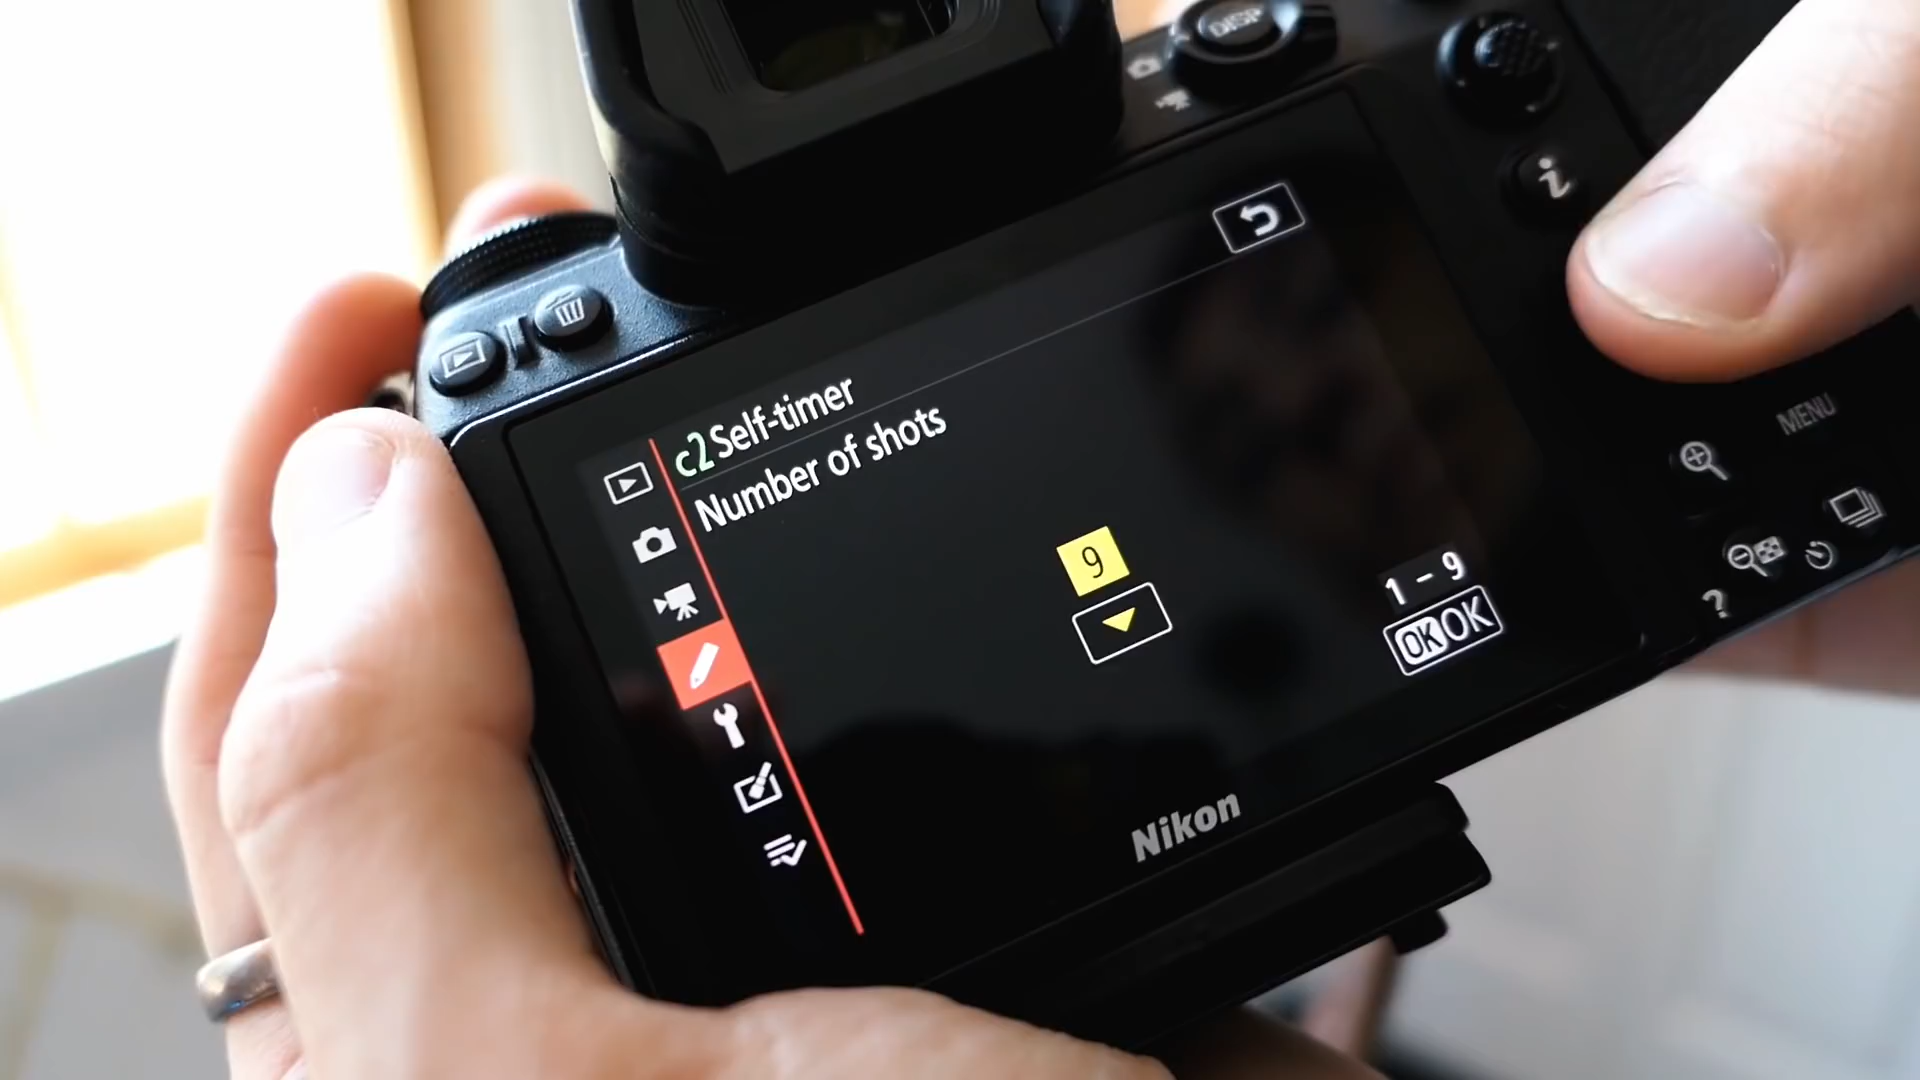 DISP
i
c2 Self-timer
Number of shots
9
1 – 9
OK OK
MENU
?
Nikon